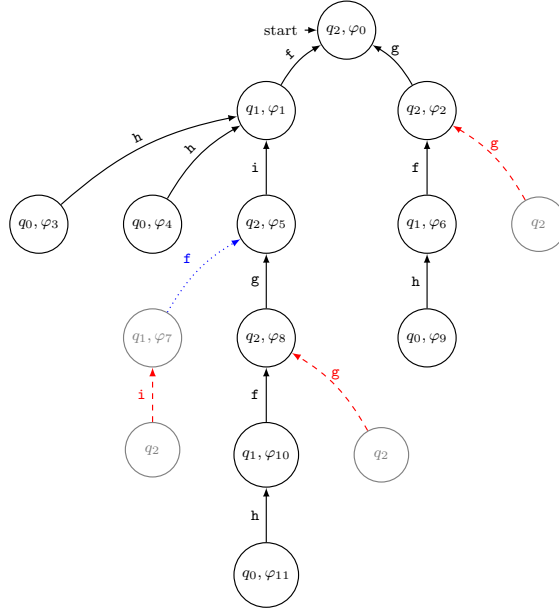 start
q₂, φ₀
f
g
q₁, φ₁
q₂, φ₂
h
h
g
i
f
q₀, φ₃
q₀, φ₄
q₂, φ₅
q₁, φ₆
q₂
f
g
h
q₁, φ₇
q₂, φ₈
q₀, φ₉
g
i
f
q₂
q₁, φ₁₀
q₂
h
q₀, φ₁₁